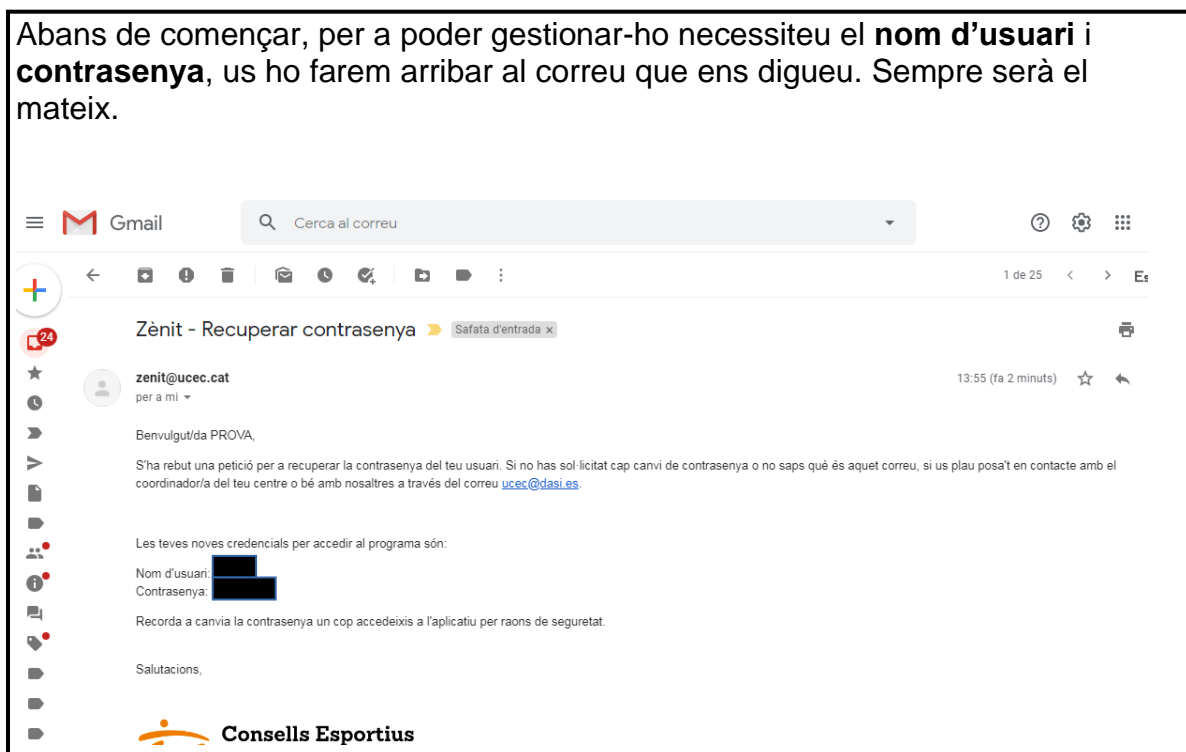 Abans de començar, per a poder gestionar-ho necessiteu el nom d’usuari i
contrasenya, us ho farem arribar al correu que ens digueu. Sempre serà el
mateix.
Gmail
Cerca al correu
1 de 25
24
Zènit - Recuperar contrasenya
Safata d'entrada x
zenit@ucec.cat
13:55 (fa 2 minuts)
per a mi
Benvulgut/da PROVA,
S'ha rebut una petició per a recuperar la contrasenya del teu usuari. Si no has sol·licitat cap canvi de contrasenya o no saps què és aquet correu, si us plau posa't en contacte amb el
coordinador/a del teu centre o bé amb nosaltres a través del correu ucec@dasi.es.
Les teves noves credencials per accedir al programa són:
Nom d'usuari:
Contrasenya:
Recorda a canvia la contrasenya un cop accedeixis a l'aplicatiu per raons de seguretat.
Salutacions,
Consells Esportius